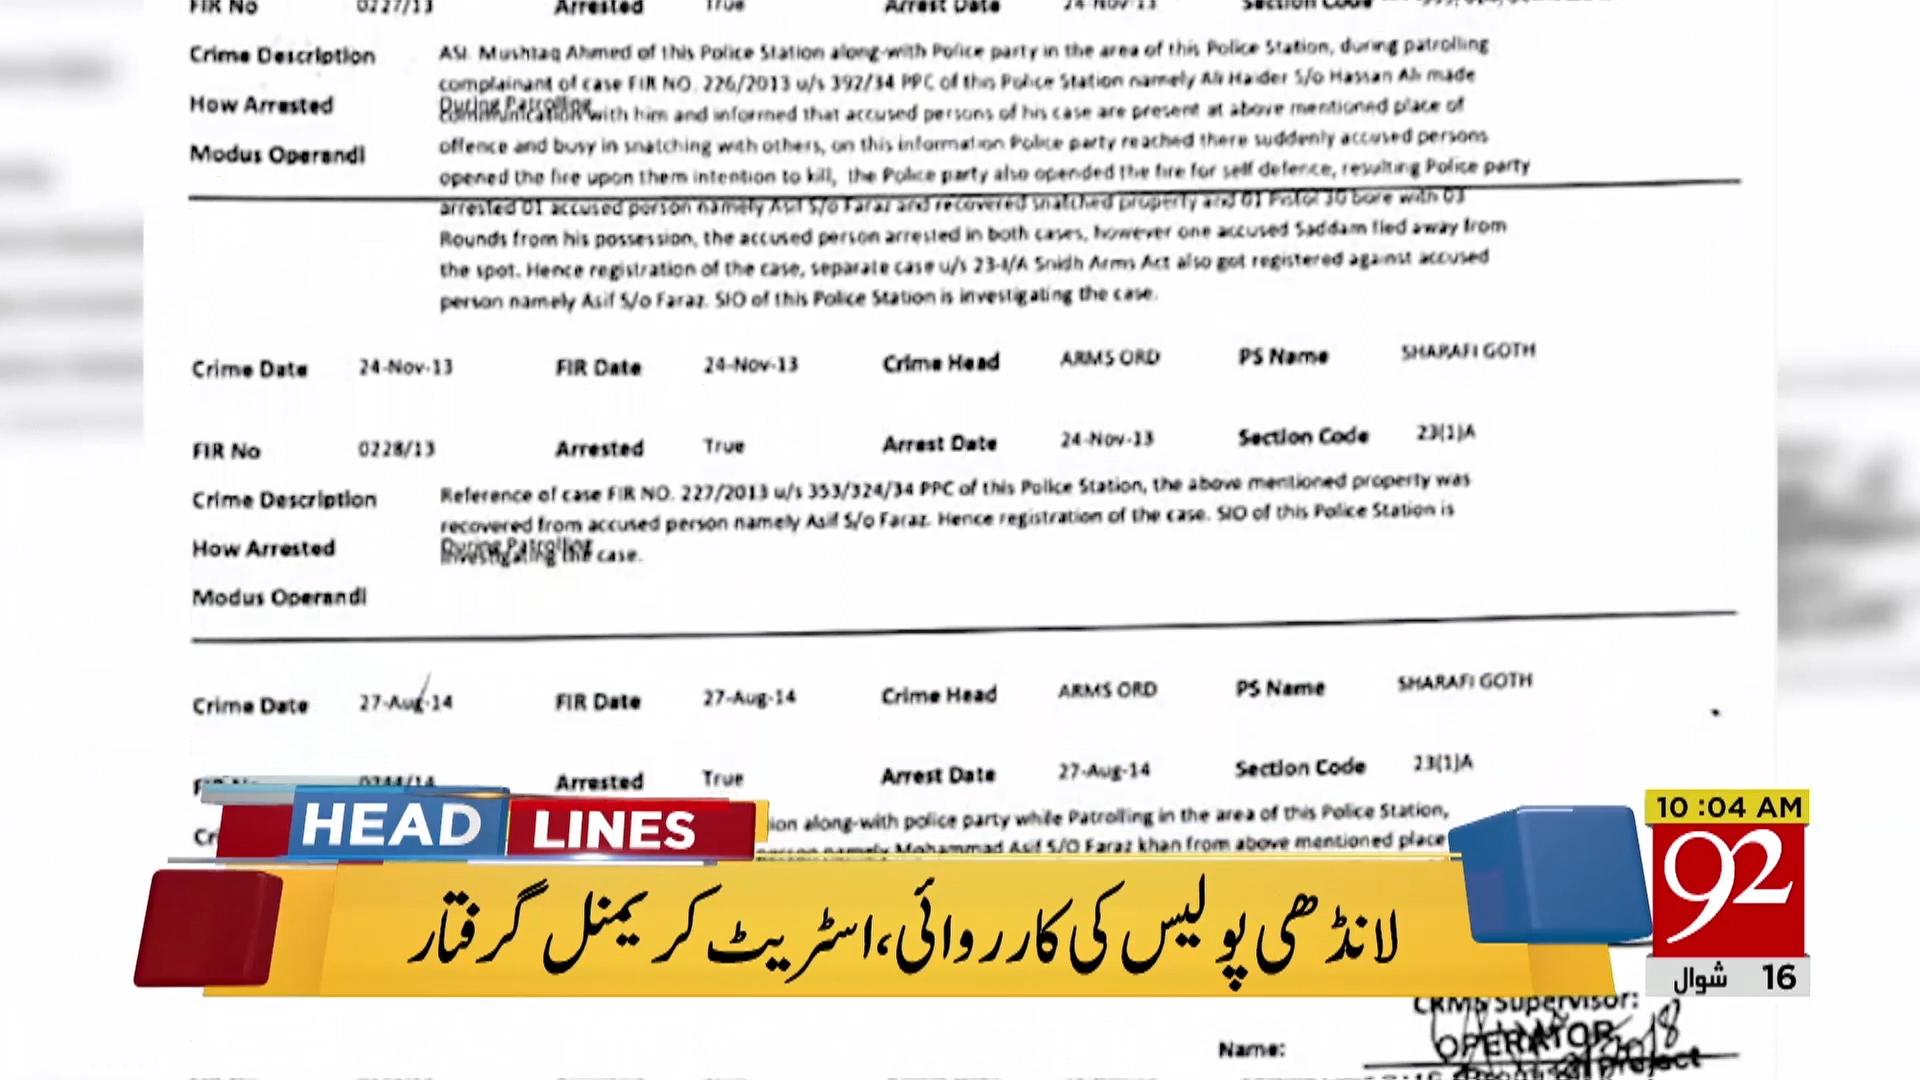 FIR No 0227/13 Arrested True Arrest Date 24-Nov-13 Section Code
Crime Description ASI. Mushtaq Ahmed of this Police Station along-with Police party in the area of this Police Station, during patrolling
complainant of case FIR NO. 226/2013 u/s 392/34 PPC of this Police Station namely Ali Haider S/o Hassan Ali made
How Arrested During Patrolling
communication with him and informed that accused persons of his case are present at above mentioned place of
Modus Operandi offence and busy in snatching with others, on this information Police party reached there suddenly accused persons
opened the fire upon them intention to kill, the Police party also opended the fire for self defence, resulting Police party
arrested 01 accused person namely Asif S/o Faraz and recovered snatched property and 01 Pistol 30 bore with 03
Rounds from his possession, the accused person arrested in both cases, however one accused Saddam fled away from
the spot. Hence registration of the case, separate case u/s 23-I/A Snidh Arms Act also got registered against accused
person namely Asif S/o Faraz. SIO of this Police Station is investigating the case.
Crime Date 24-Nov-13 FIR Date 24-Nov-13 Crime Head ARMS ORD PS Name SHARAFI GOTH
FIR No 0228/13 Arrested True Arrest Date 24-Nov-13 Section Code 23(1)A
Crime Description Reference of case FIR NO. 227/2013 u/s 353/324/34 PPC of this Police Station, the above mentioned property was
recovered from accused person namely Asif S/o Faraz. Hence registration of the case. SIO of this Police Station is
How Arrested During Patrolling
investigating the case.
Modus Operandi
Crime Date 27-Aug-14 FIR Date 27-Aug-14 Crime Head ARMS ORD PS Name SHARAFI GOTH
Arrested True Arrest Date 27-Aug-14 Section Code 23(1)A
along-with police party while Patrolling in the area of this Police Station,
namely Mohammad Asif S/O Faraz khan from above mentioned place
HEAD LINES
10:04 AM
92
لانڈھی پولیس کی کارروائی، اسٹریٹ کریمنل گرفتار
16 شوال
CRMS Supervisor:
Name: OPERATOR
Project